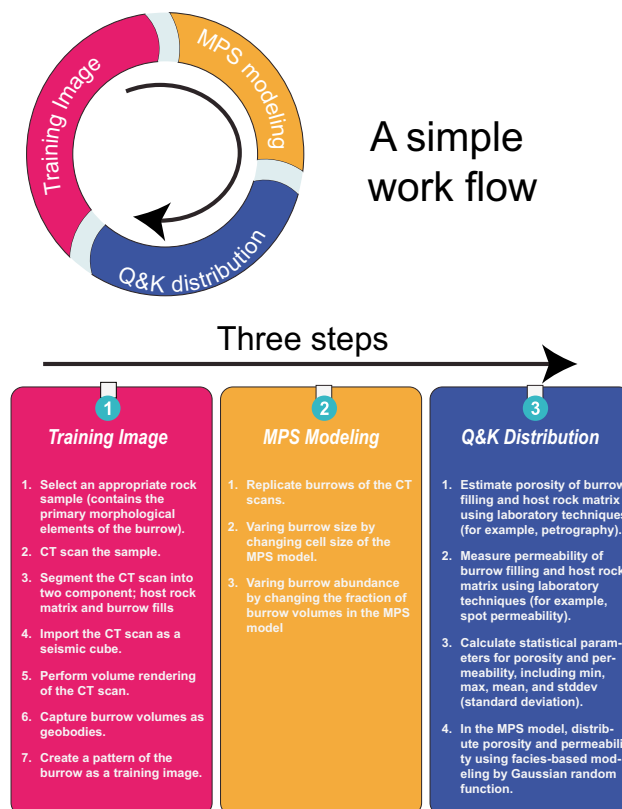 Training Image
MPS modeling
Q&K distribution
A simple
work flow
Three steps
1
Training Image
1. Select an appropriate rock
sample (contains the
primary morphological
elements of the burrow).
2. CT scan the sample.
3. Segment the CT scan into
two component; host rock
matrix and burrow fills
4. Import the CT scan as a
seismic cube.
5. Perform volume rendering
of the CT scan.
6. Capture burrow volumes as
geobodies.
7. Create a pattern of the
burrow as a training image.
2
MPS Modeling
1. Replicate burrows of the CT
scans.
2. Varing burrow size by
changing cell size of the
MPS model.
3. Varing burrow abundance
by changing the fraction of
burrow volumes in the MPS
model
3
Q&K Distribution
1. Estimate porosity of burrow
filling and host rock matrix
using laboratory techniques
(for example, petrography).
2. Measure permeability of
burrow filling and host rock
matrix using laboratory
techniques (for example,
spot permeability).
3. Calculate statistical param-
eters for porosity and per-
meability, including min,
max, mean, and stddev
(standard deviation).
4. In the MPS model, distrib-
ute porosity and permeabili-
ty using facies-based mod-
eling by Gaussian random
function.